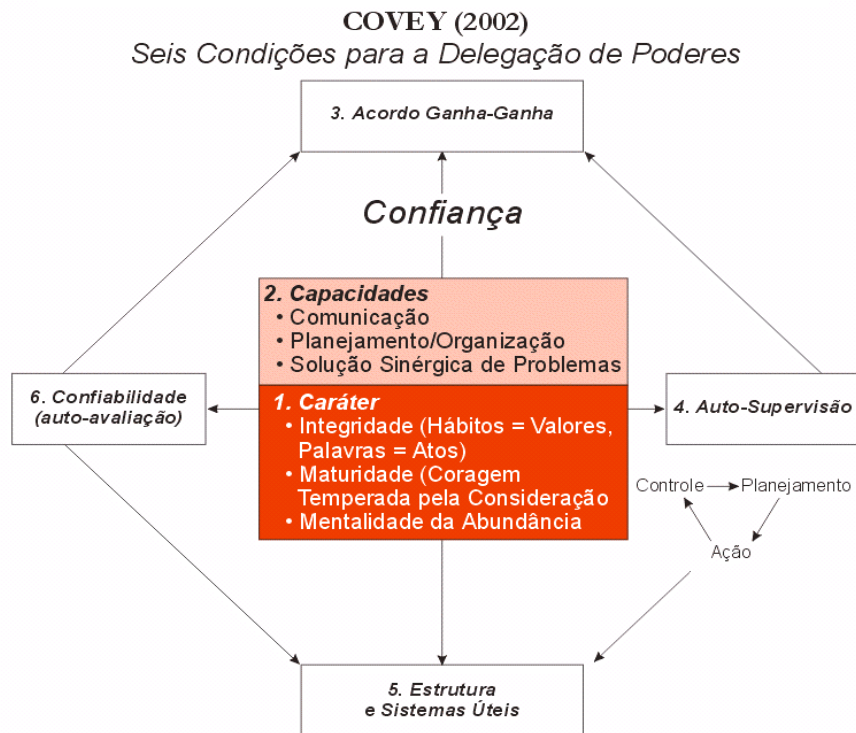 COVEY (2002)
Seis Condições para a Delegação de Poderes
3. Acordo Ganha-Ganha
Confiança
2. Capacidades
• Comunicação
• Planejamento/Organização
• Solução Sinérgica de Problemas
6. Confiabilidade
(auto-avaliação)
1. Caráter
• Integridade (Hábitos = Valores,
Palavras = Atos)
• Maturidade (Coragem
Temperada pela Consideração
• Mentalidade da Abundância
4. Auto-Supervisão
Controle
Planejamento
Ação
5. Estrutura
e Sistemas Úteis